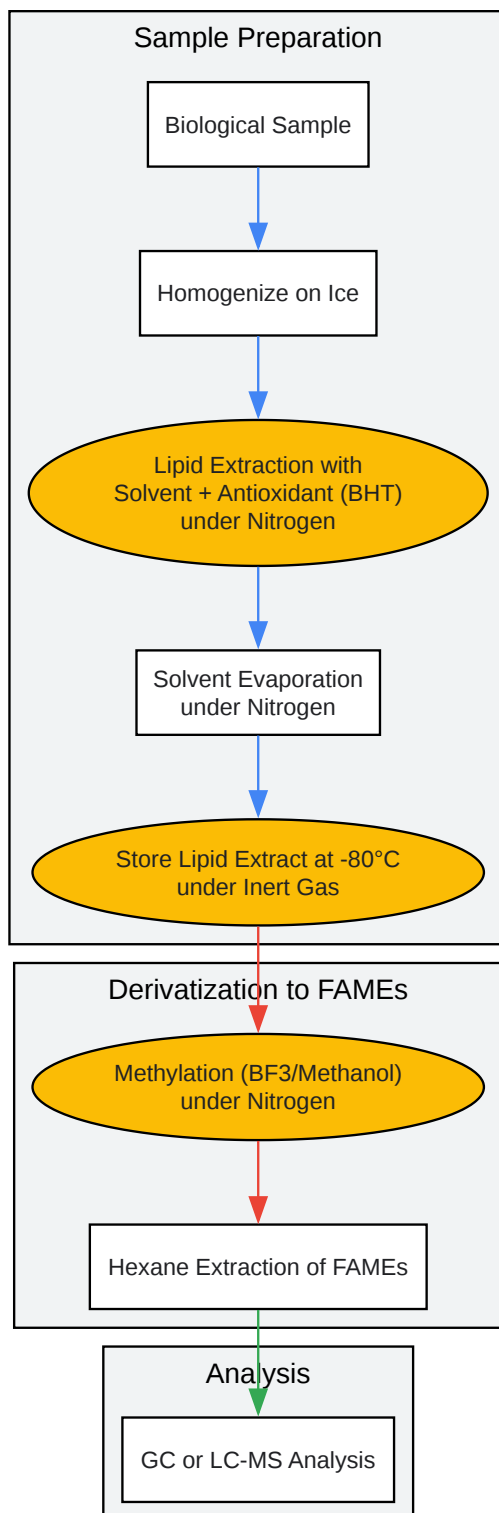 Sample Preparation
Biological Sample
Homogenize on Ice
Lipid Extraction with
Solvent + Antioxidant (BHT)
under Nitrogen
Solvent Evaporation
under Nitrogen
Store Lipid Extract at -80°C
under Inert Gas
Derivatization to FAMEs
Methylation (BF3/Methanol)
under Nitrogen
Hexane Extraction of FAMEs
Analysis
GC or LC-MS Analysis